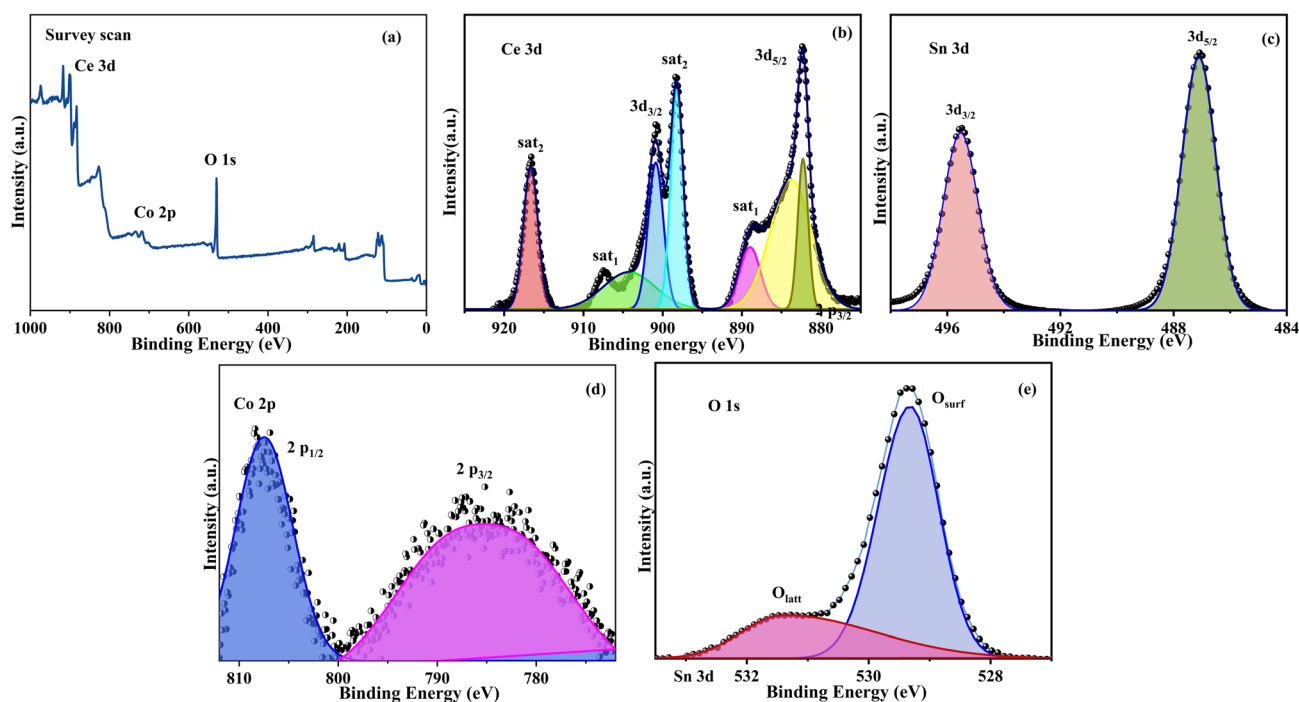 Survey scan
(a)
Ce 3d
O 1s
Co 2p
Intensity (a.u.)
1000 800 600 400 200 0
Binding Energy (eV)
(b)
Ce 3d
3d5/2
sat2
3d3/2
sat2
sat1
sat1
2 p3/2
Intensity(a.u.)
920 910 900 890 880
Binding energy (eV)
(c)
Sn 3d
3d5/2
3d3/2
Intensity (a.u.)
496 492 488 484
Binding Energy (eV)
(d)
Co 2p
2 p1/2
2 p3/2
Intensity (a.u.)
810 800 790 780
Binding Energy (eV)
(e)
O 1s
Osurf
Olatt
Intensity (a.u.)
Sn 3d
532 530 528
Binding Energy (eV)